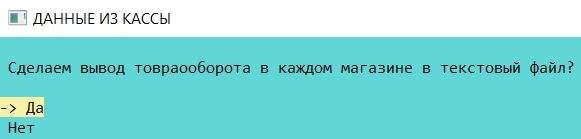 ДАННЫЕ ИЗ КАССЫ
Сделаем вывод товраооборота в каждом магазине в текстовый файл?
-> Да
Нет